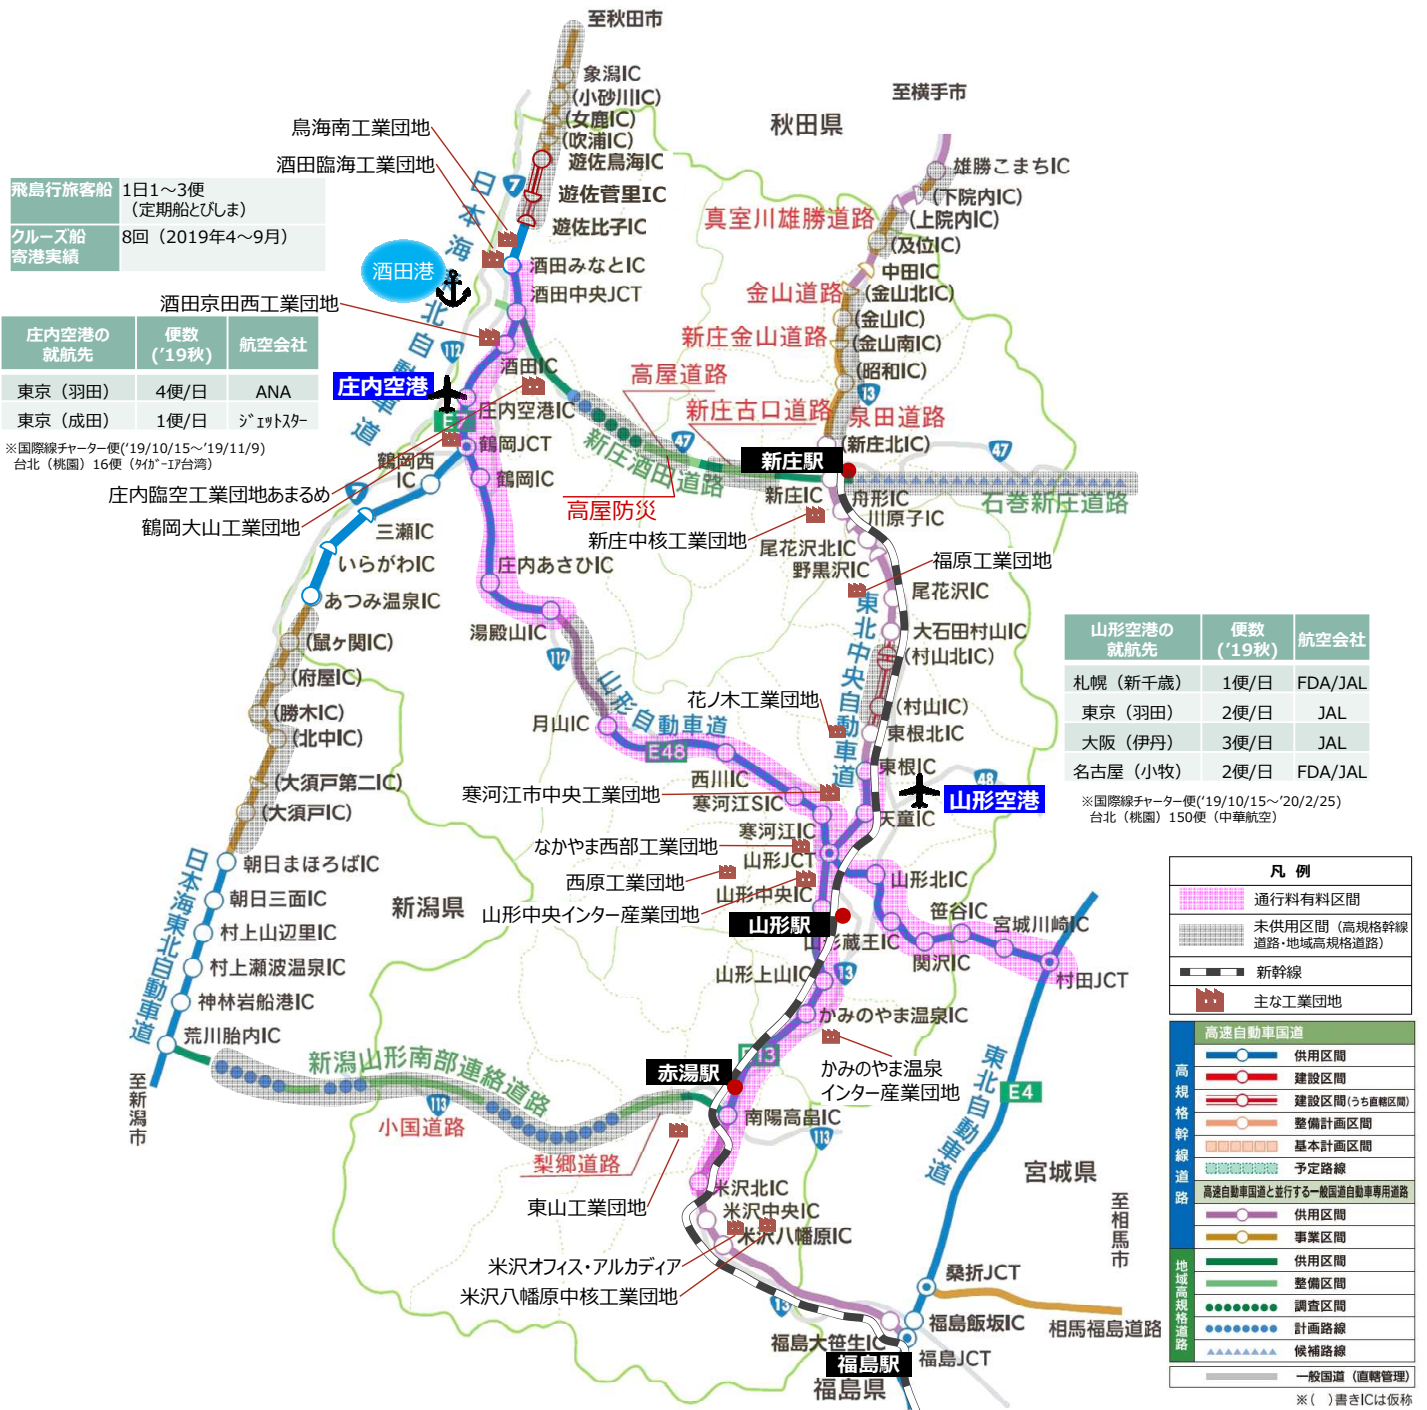 至秋田市
象潟IC
(小砂川IC)
(女鹿IC)
(吹浦IC)
遊佐鳥海IC
遊佐菅里IC
遊佐比子IC
鳥海南工業団地
酒田臨海工業団地
日本海東北自動車道
7
至横手市
秋田県
雄勝こまちIC
(下院内IC)
(上院内IC)
(及位IC)
真室川雄勝道路
中田IC
金山道路
(金山北IC)
(金山IC)
新庄金山道路
(金山南IC)
(昭和IC)
13
泉田道路
(新庄北IC)
飛島行旅客船 1日1～3便
（定期船とびしま）
クルーズ船
寄港実績
8回（2019年4～9月）
酒田港
酒田みなとIC
酒田中央JCT
酒田京田西工業団地
112
酒田IC
庄内空港の
就航先
便数
('19秋)
航空会社
東京（羽田） 4便/日 ANA
東京（成田） 1便/日 ｼﾞｪｯﾄｽﾀｰ
※国際線チャーター便('19/10/15～'19/11/9)
台北（桃園）16便（ﾀｲｶﾞｰｴｱ台湾）
庄内空港
庄内空港IC
鶴岡JCT
鶴岡西
IC
鶴岡IC
庄内臨空工業団地あまるめ
鶴岡大山工業団地
7
三瀬IC
いらがわIC
あつみ温泉IC
高屋道路
新庄古口道路
47
新庄酒田道路
高屋防災
新庄駅
新庄IC
47
石巻新庄道路
舟形IC
川原子IC
新庄中核工業団地
尾花沢北IC
野黒沢IC
福原工業団地
尾花沢IC
大石田村山IC
(村山北IC)
東北中央自動車道
(村山IC)
東根北IC
東根IC
48
山形空港
天童IC
庄内あさひIC
湯殿山IC
112
山形自動車道
月山IC
E48
花ノ木工業団地
西川IC
寒河江市中央工業団地
寒河江SIC
寒河江IC
なかやま西部工業団地
山形JCT
西原工業団地
山形中央IC
山形中央インター産業団地
山形駅
山形蔵王IC
山形北IC
笹谷IC
関沢IC
宮城川崎IC
村田JCT
山形空港の
就航先
便数
('19秋)
航空会社
札幌（新千歳） 1便/日 FDA/JAL
東京（羽田） 2便/日 JAL
大阪（伊丹） 3便/日 JAL
名古屋（小牧） 2便/日 FDA/JAL
※国際線チャーター便('19/10/15～'20/2/25)
台北（桃園）150便（中華航空）
(鼠ヶ関IC)
(府屋IC)
(勝木IC)
(北中IC)
(大須戸第二IC)
(大須戸IC)
朝日まほろばIC
朝日三面IC
村上山辺里IC
村上瀬波温泉IC
神林岩船港IC
荒川胎内IC
日本海東北自動車道
至新潟市
新潟県
新潟山形南部連絡道路
113
小国道路
梨郷道路
東山工業団地
山形上山IC
13
かみのやま温泉IC
かみのやま温泉
インター産業団地
E13
赤湯駅
南陽高畠IC
113
米沢北IC
米沢中央IC
米沢八幡原IC
米沢オフィス・アルカディア
米沢八幡原中核工業団地
13
福島大笹生IC
福島駅
福島県
福島JCT
福島飯坂IC
桑折JCT
相馬福島道路
至相馬市
宮城県
東北自動車道
E4
凡例
通行料有料区間
未供用区間（高規格幹線
道路・地域高規格道路）
新幹線
主な工業団地
高規格幹線道路
高速自動車国道
供用区間
建設区間
建設区間(うち直轄区間)
整備計画区間
基本計画区間
予定路線
高速自動車国道と並行する一般国道自動車専用道路
供用区間
事業区間
地域高規格道路
供用区間
整備区間
調査区間
計画路線
候補路線
一般国道（直轄管理）
※（　）書きICは仮称